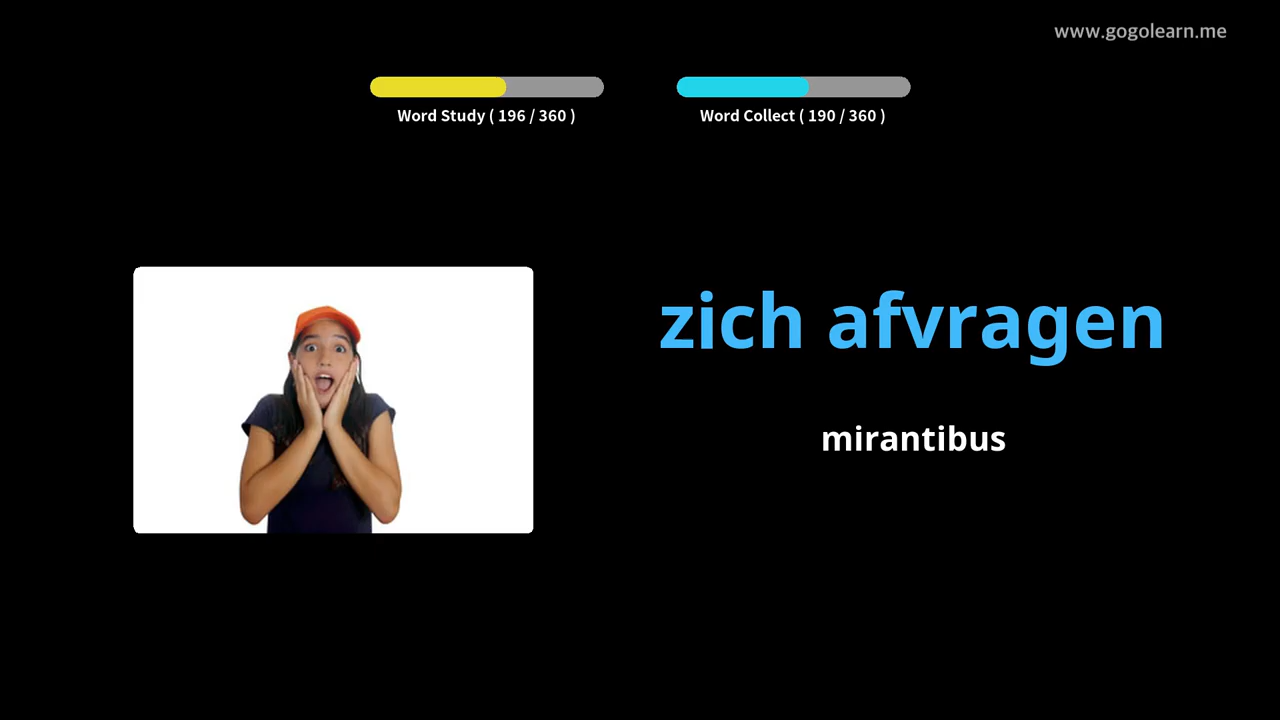 www.gogolearn.me
Word Study ( 196 / 360 )
Word Collect ( 190 / 360 )
zich afvragen
mirantibus